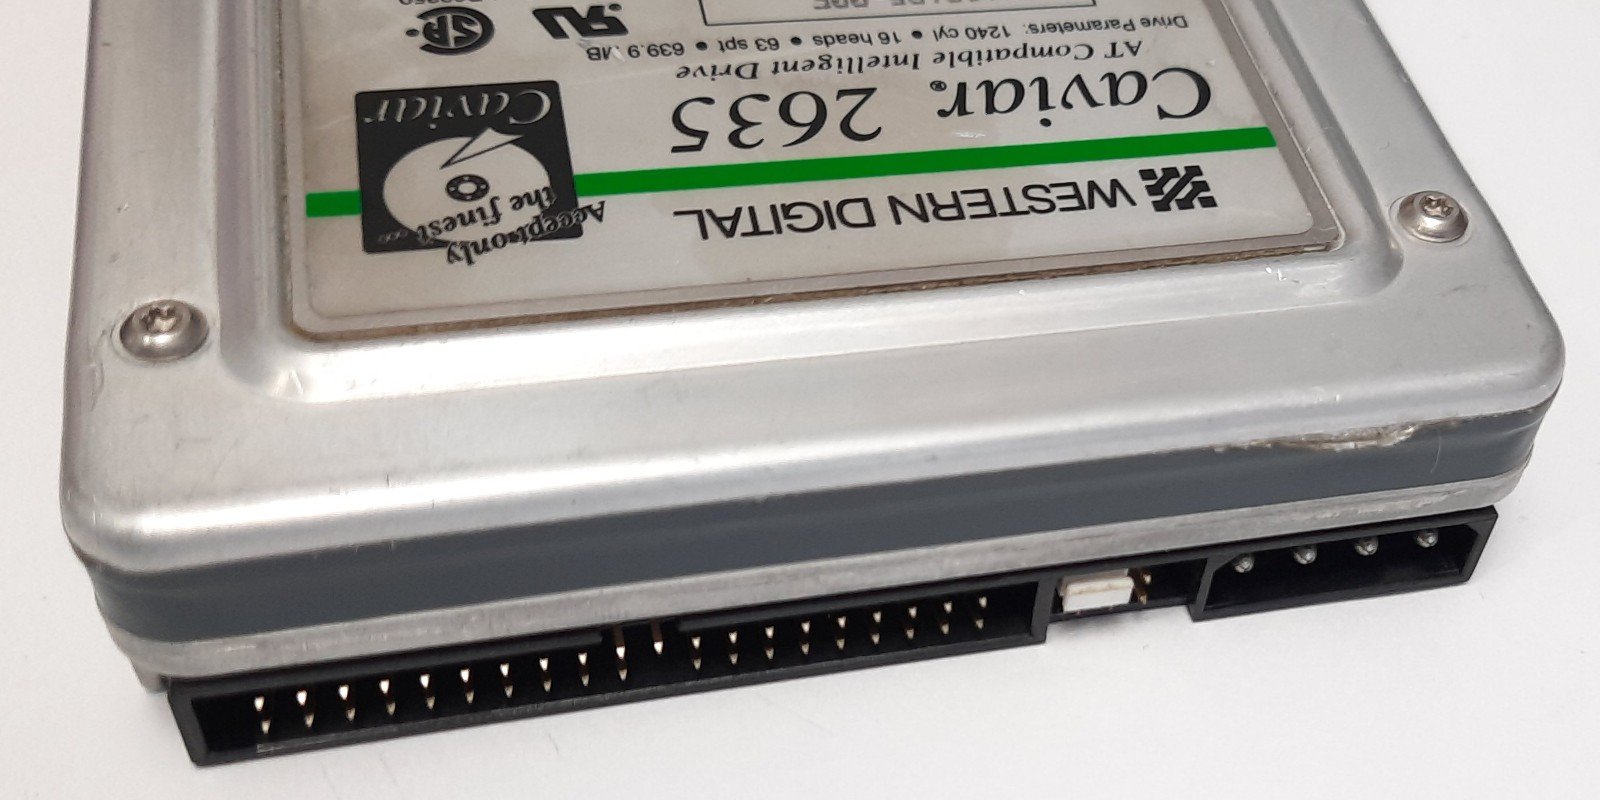 WESTERN DIGITAL
Accept only
the finest ...
Caviar
Caviar. 2635
AT Compatible Intelligent Drive
Drive Parameters: 1240 cyl • 16 heads • 63 spt • 639.9 MB